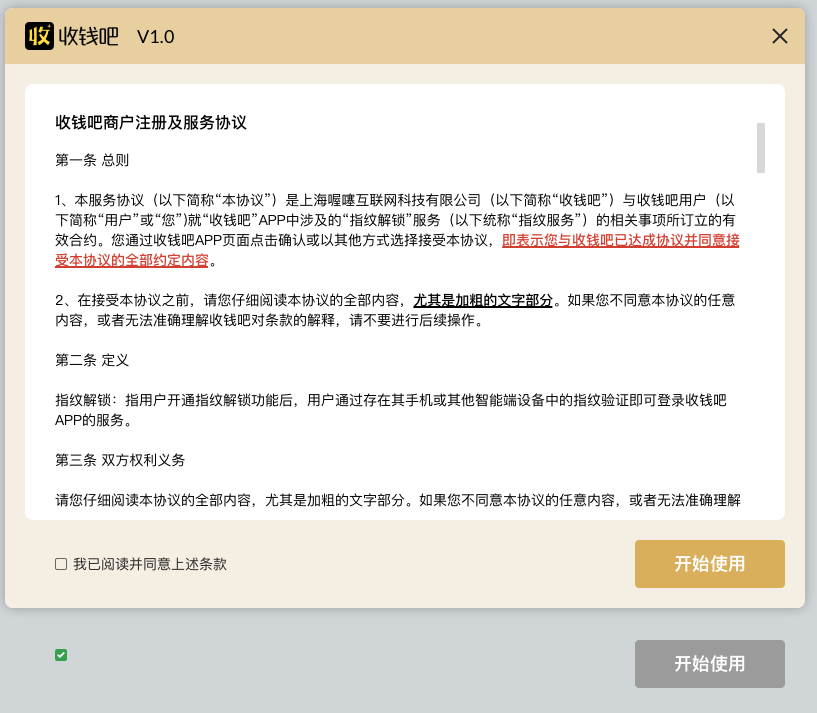 收 收钱吧 V1.0
收钱吧商户注册及服务协议
第一条 总则
1、本服务协议（以下简称“本协议”）是上海喔噻互联网科技有限公司（以下简称“收钱吧”）与收钱吧用户（以
下简称“用户”或“您”)就“收钱吧”APP中涉及的“指纹解锁”服务（以下统称“指纹服务”）的相关事项所订立的有
效合约。您通过收钱吧APP页面点击确认或以其他方式选择接受本协议，即表示您与收钱吧已达成协议并同意接
受本协议的全部约定内容。
2、在接受本协议之前，请您仔细阅读本协议的全部内容，尤其是加粗的文字部分。如果您不同意本协议的任意
内容，或者无法准确理解收钱吧对条款的解释，请不要进行后续操作。
第二条 定义
指纹解锁：指用户开通指纹解锁功能后，用户通过存在其手机或其他智能端设备中的指纹验证即可登录收钱吧
APP的服务。
第三条 双方权利义务
请您仔细阅读本协议的全部内容，尤其是加粗的文字部分。如果您不同意本协议的任意内容，或者无法准确理解
我已阅读并同意上述条款
开始使用
开始使用